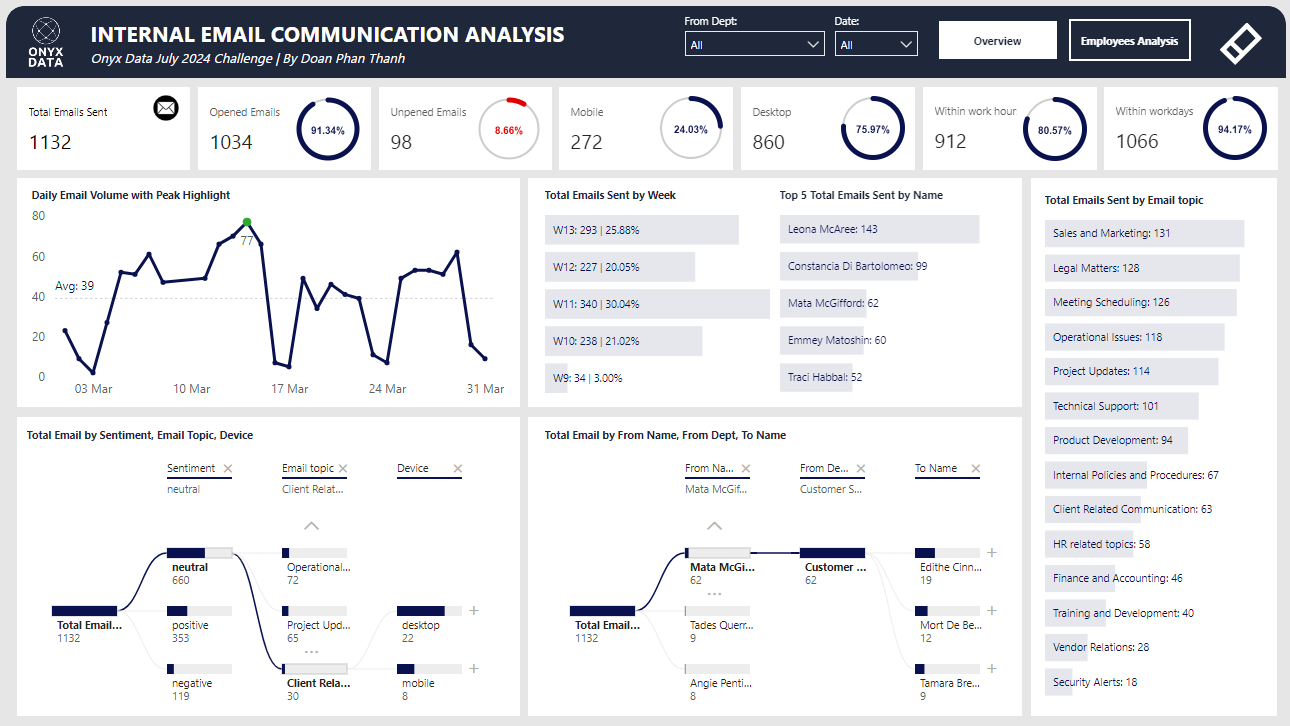 ONYX
DATA
INTERNAL EMAIL COMMUNICATION ANALYSIS
Onyx Data July 2024 Challenge | By Doan Phan Thanh
From Dept:
All
Date:
All
Overview
Employees Analysis
Total Emails Sent
1132
Opened Emails
1034
91.34%
Unpened Emails
98
8.66%
Mobile
272
24.03%
Desktop
860
75.97%
Within work hour
912
80.57%
Within workdays
1066
94.17%
Daily Email Volume with Peak Highlight
80
60
40
20
0
Avg: 39
77
03 Mar
10 Mar
17 Mar
24 Mar
31 Mar
Total Emails Sent by Week
W13: 293 | 25.88%
W12: 227 | 20.05%
W11: 340 | 30.04%
W10: 238 | 21.02%
W9: 34 | 3.00%
Top 5 Total Emails Sent by Name
Leona McAree: 143
Constancia Di Bartolomeo: 99
Mata McGifford: 62
Emmey Matoshin: 60
Traci Habbal: 52
Total Emails Sent by Email topic
Sales and Marketing: 131
Legal Matters: 128
Meeting Scheduling: 126
Operational Issues: 118
Project Updates: 114
Technical Support: 101
Product Development: 94
Internal Policies and Procedures: 67
Client Related Communication: 63
HR related topics: 58
Finance and Accounting: 46
Training and Development: 40
Vendor Relations: 28
Security Alerts: 18
Total Email by Sentiment, Email Topic, Device
Sentiment
neutral
Email topic
Client Relat...
Device
Total Email...
1132
neutral
660
positive
353
negative
119
Operational...
72
Project Upd...
65
Client Rela...
30
desktop
22
mobile
8
Total Email by From Name, From Dept, To Name
From Na...
Mata McGif...
From De...
Customer S...
To Name
Total Email...
1132
Mata McGi...
62
Tades Querr...
9
Angie Penti...
8
Customer ...
62
Edithe Cinn...
19
Mort De Be...
12
Tamara Bre...
9